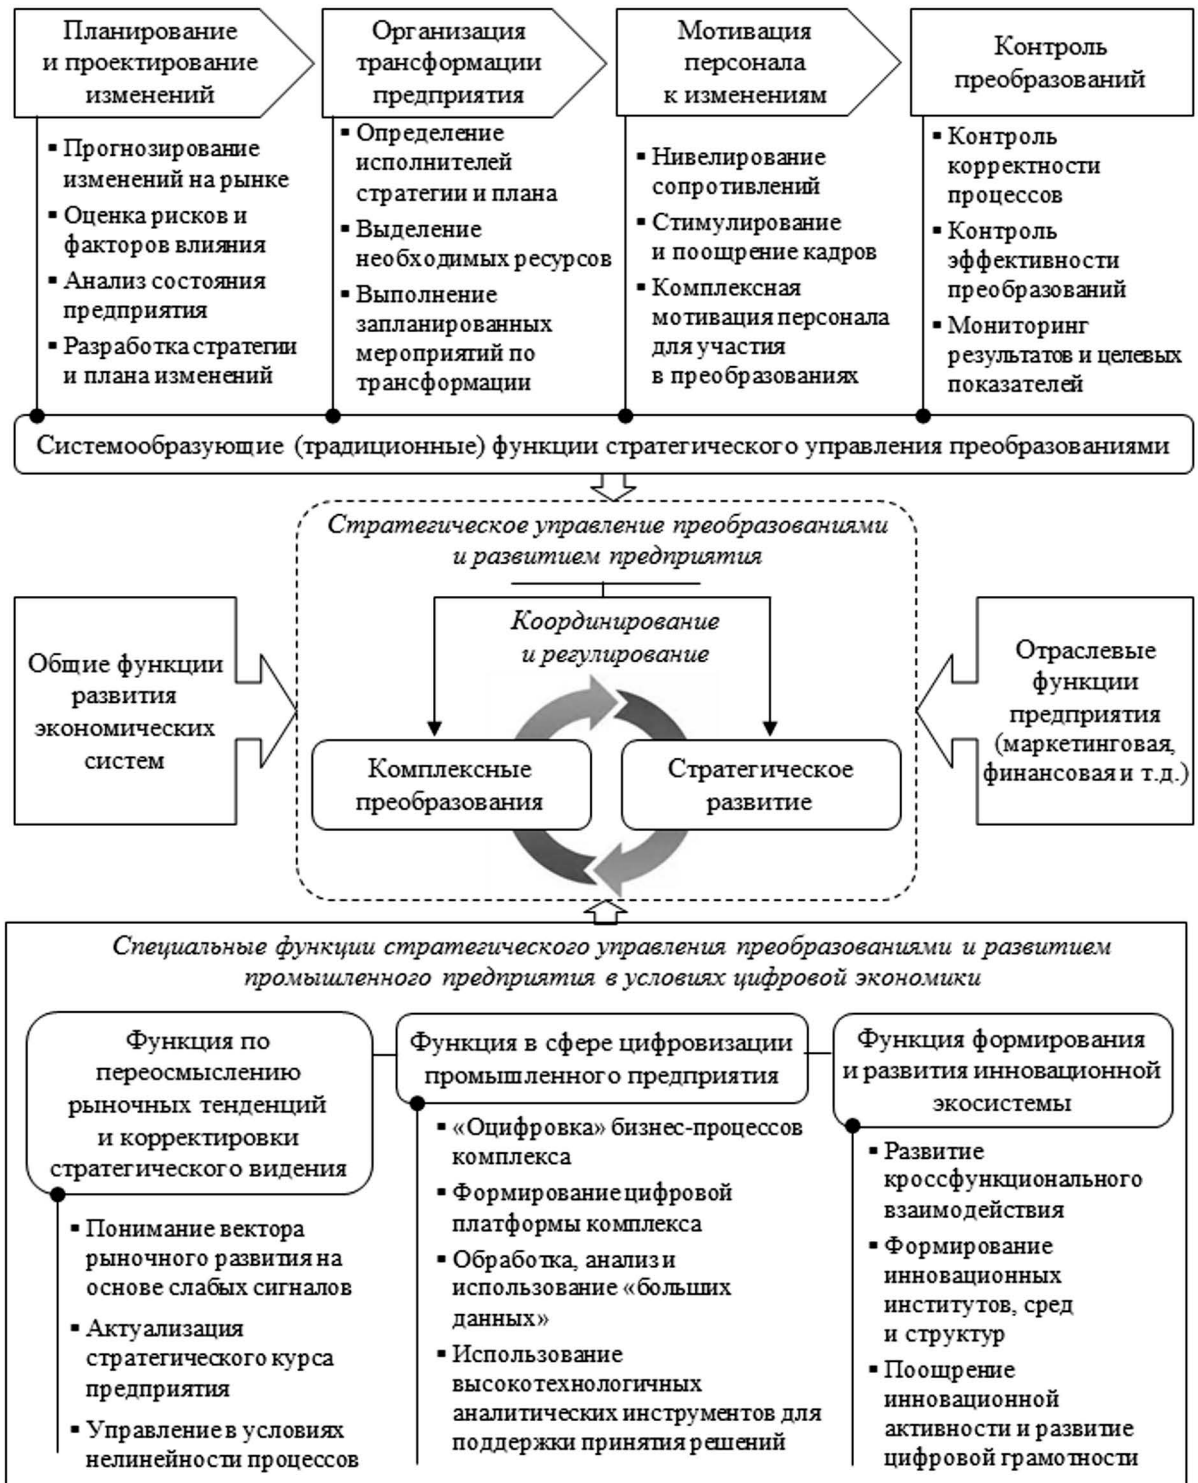 Планирование
и проектирование
изменений
Организация
трансформации
предприятия
Мотивация
персонала
к изменениям
Контроль
преобразований
▪ Прогнозирование
изменений на рынке
▪ Оценка рисков и
факторов влияния
▪ Анализ состояния
предприятия
▪ Разработка стратегии
и плана изменений
▪ Определение
исполнителей
стратегии и плана
▪ Выделение
необходимых ресурсов
▪ Выполнение
запланированных
мероприятий по
трансформации
▪ Нивелирование
сопротивлений
▪ Стимулирование
и поощрение кадров
▪ Комплексная
мотивация персонала
для участия
в преобразованиях
▪ Контроль
корректности
процессов
▪ Контроль
эффективности
преобразований
▪ Мониторинг
результатов и целевых
показателей
Системообразующие (традиционные) функции стратегического управления преобразованиями
Стратегическое управление преобразованиями
и развитием предприятия
Координирование
и регулирование
Общие функции
развития
экономических
систем
Комплексные
преобразования
Стратегическое
развитие
Отраслевые
функции
предприятия
(маркетинговая,
финансовая и т.д.)
Специальные функции стратегического управления преобразованиями и развитием
промышленного предприятия в условиях цифровой экономики
Функция по
переосмыслению
рыночных тенденций
и корректировки
стратегического видения
▪ Понимание вектора
рыночного развития на
основе слабых сигналов
▪ Актуализация
стратегического курса
предприятия
▪ Управление в условиях
нелинейности процессов
Функция в сфере цифровизации
промышленного предприятия
▪ «Оцифровка» бизнес-процессов
комплекса
▪ Формирование цифровой
платформы комплекса
▪ Обработка, анализ и
использование «больших
данных»
▪ Использование
высокотехнологичных
аналитических инструментов для
поддержки принятия решений
Функция формирования
и развития инновационной
экосистемы
▪ Развитие
кроссфункционального
взаимодействия
▪ Формирование
инновационных
институтов, сред
и структур
▪ Поощрение
инновационной
активности и развитие
цифровой грамотности